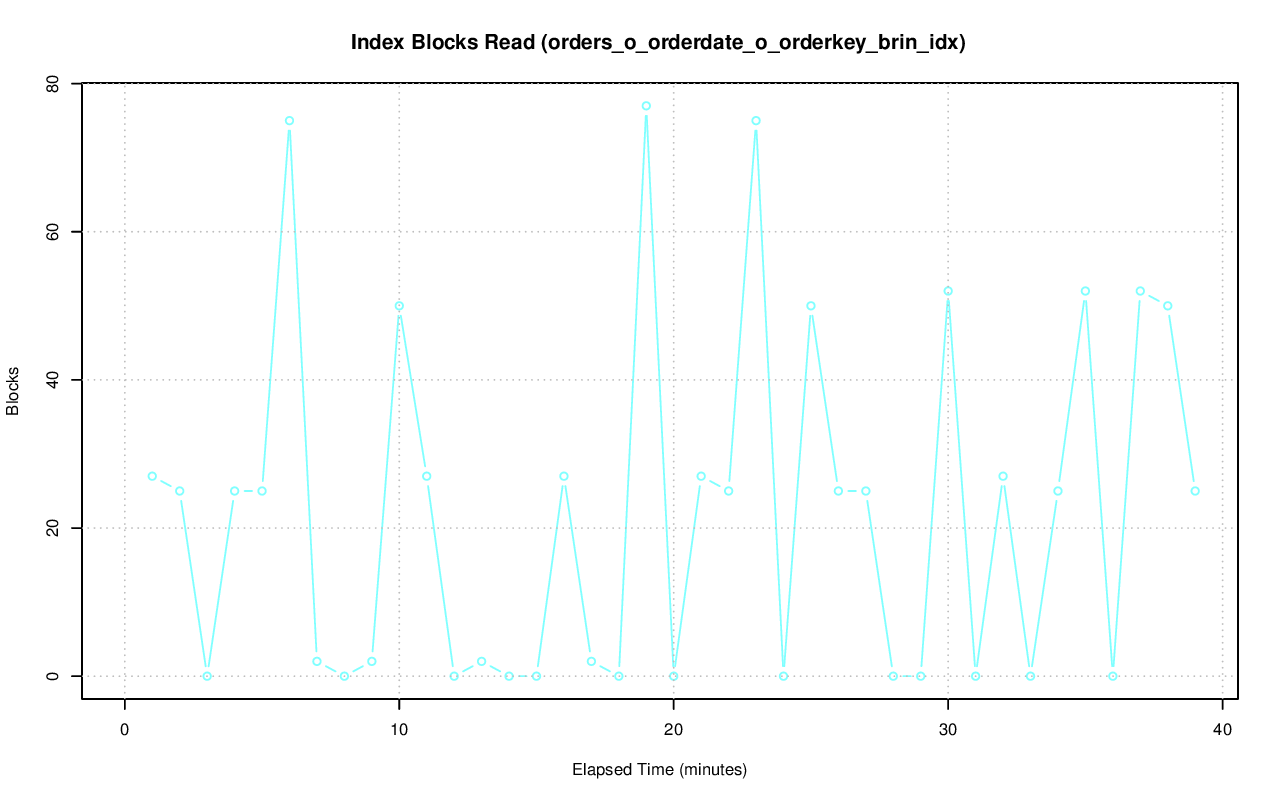 Index Blocks Read (orders_o_orderdate_o_orderkey_brin_idx)
80
60
40
20
0
Blocks
0 10 20 30 40
Elapsed Time (minutes)